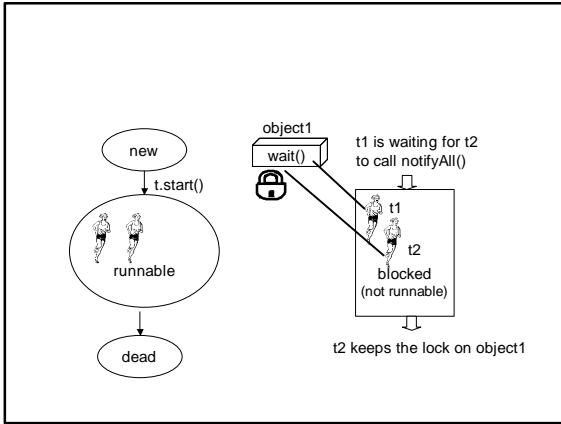 new
t.start()
runnable
dead
object1
wait()
t1 is waiting for t2
to call notifyAll()
t1
t2
blocked
(not runnable)
t2 keeps the lock on object1